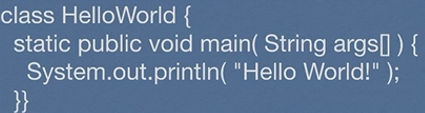 class HelloWorld {
static public void main( String args[] ) {
System.out.println( "Hello World!" );
}}